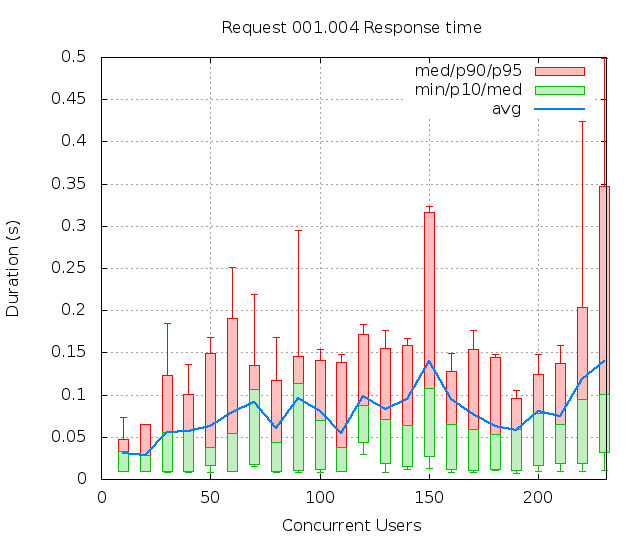 Request 001.004 Response time
med/p90/p95
min/p10/med
avg
0.5
0.45
0.4
0.35
0.3
0.25
0.2
0.15
0.1
0.05
0
0 50 100 150 200
Duration (s)
Concurrent Users